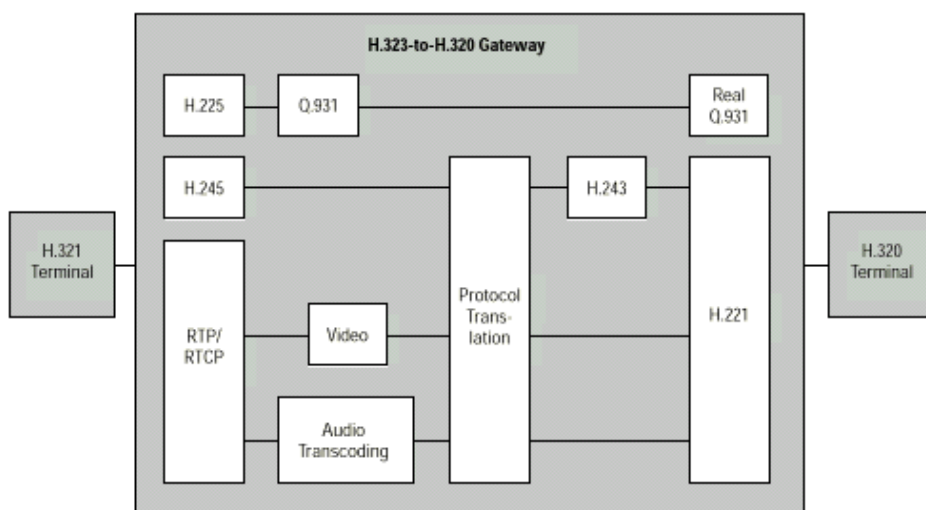 H.323-to-H.320 Gateway
H.225
Q.931
Real
Q.931
H.245
H.243
H.321
Terminal
RTP/
RTCP
Video
Audio
Transcoding
Protocol
Trans-
lation
H.221
H.320
Terminal